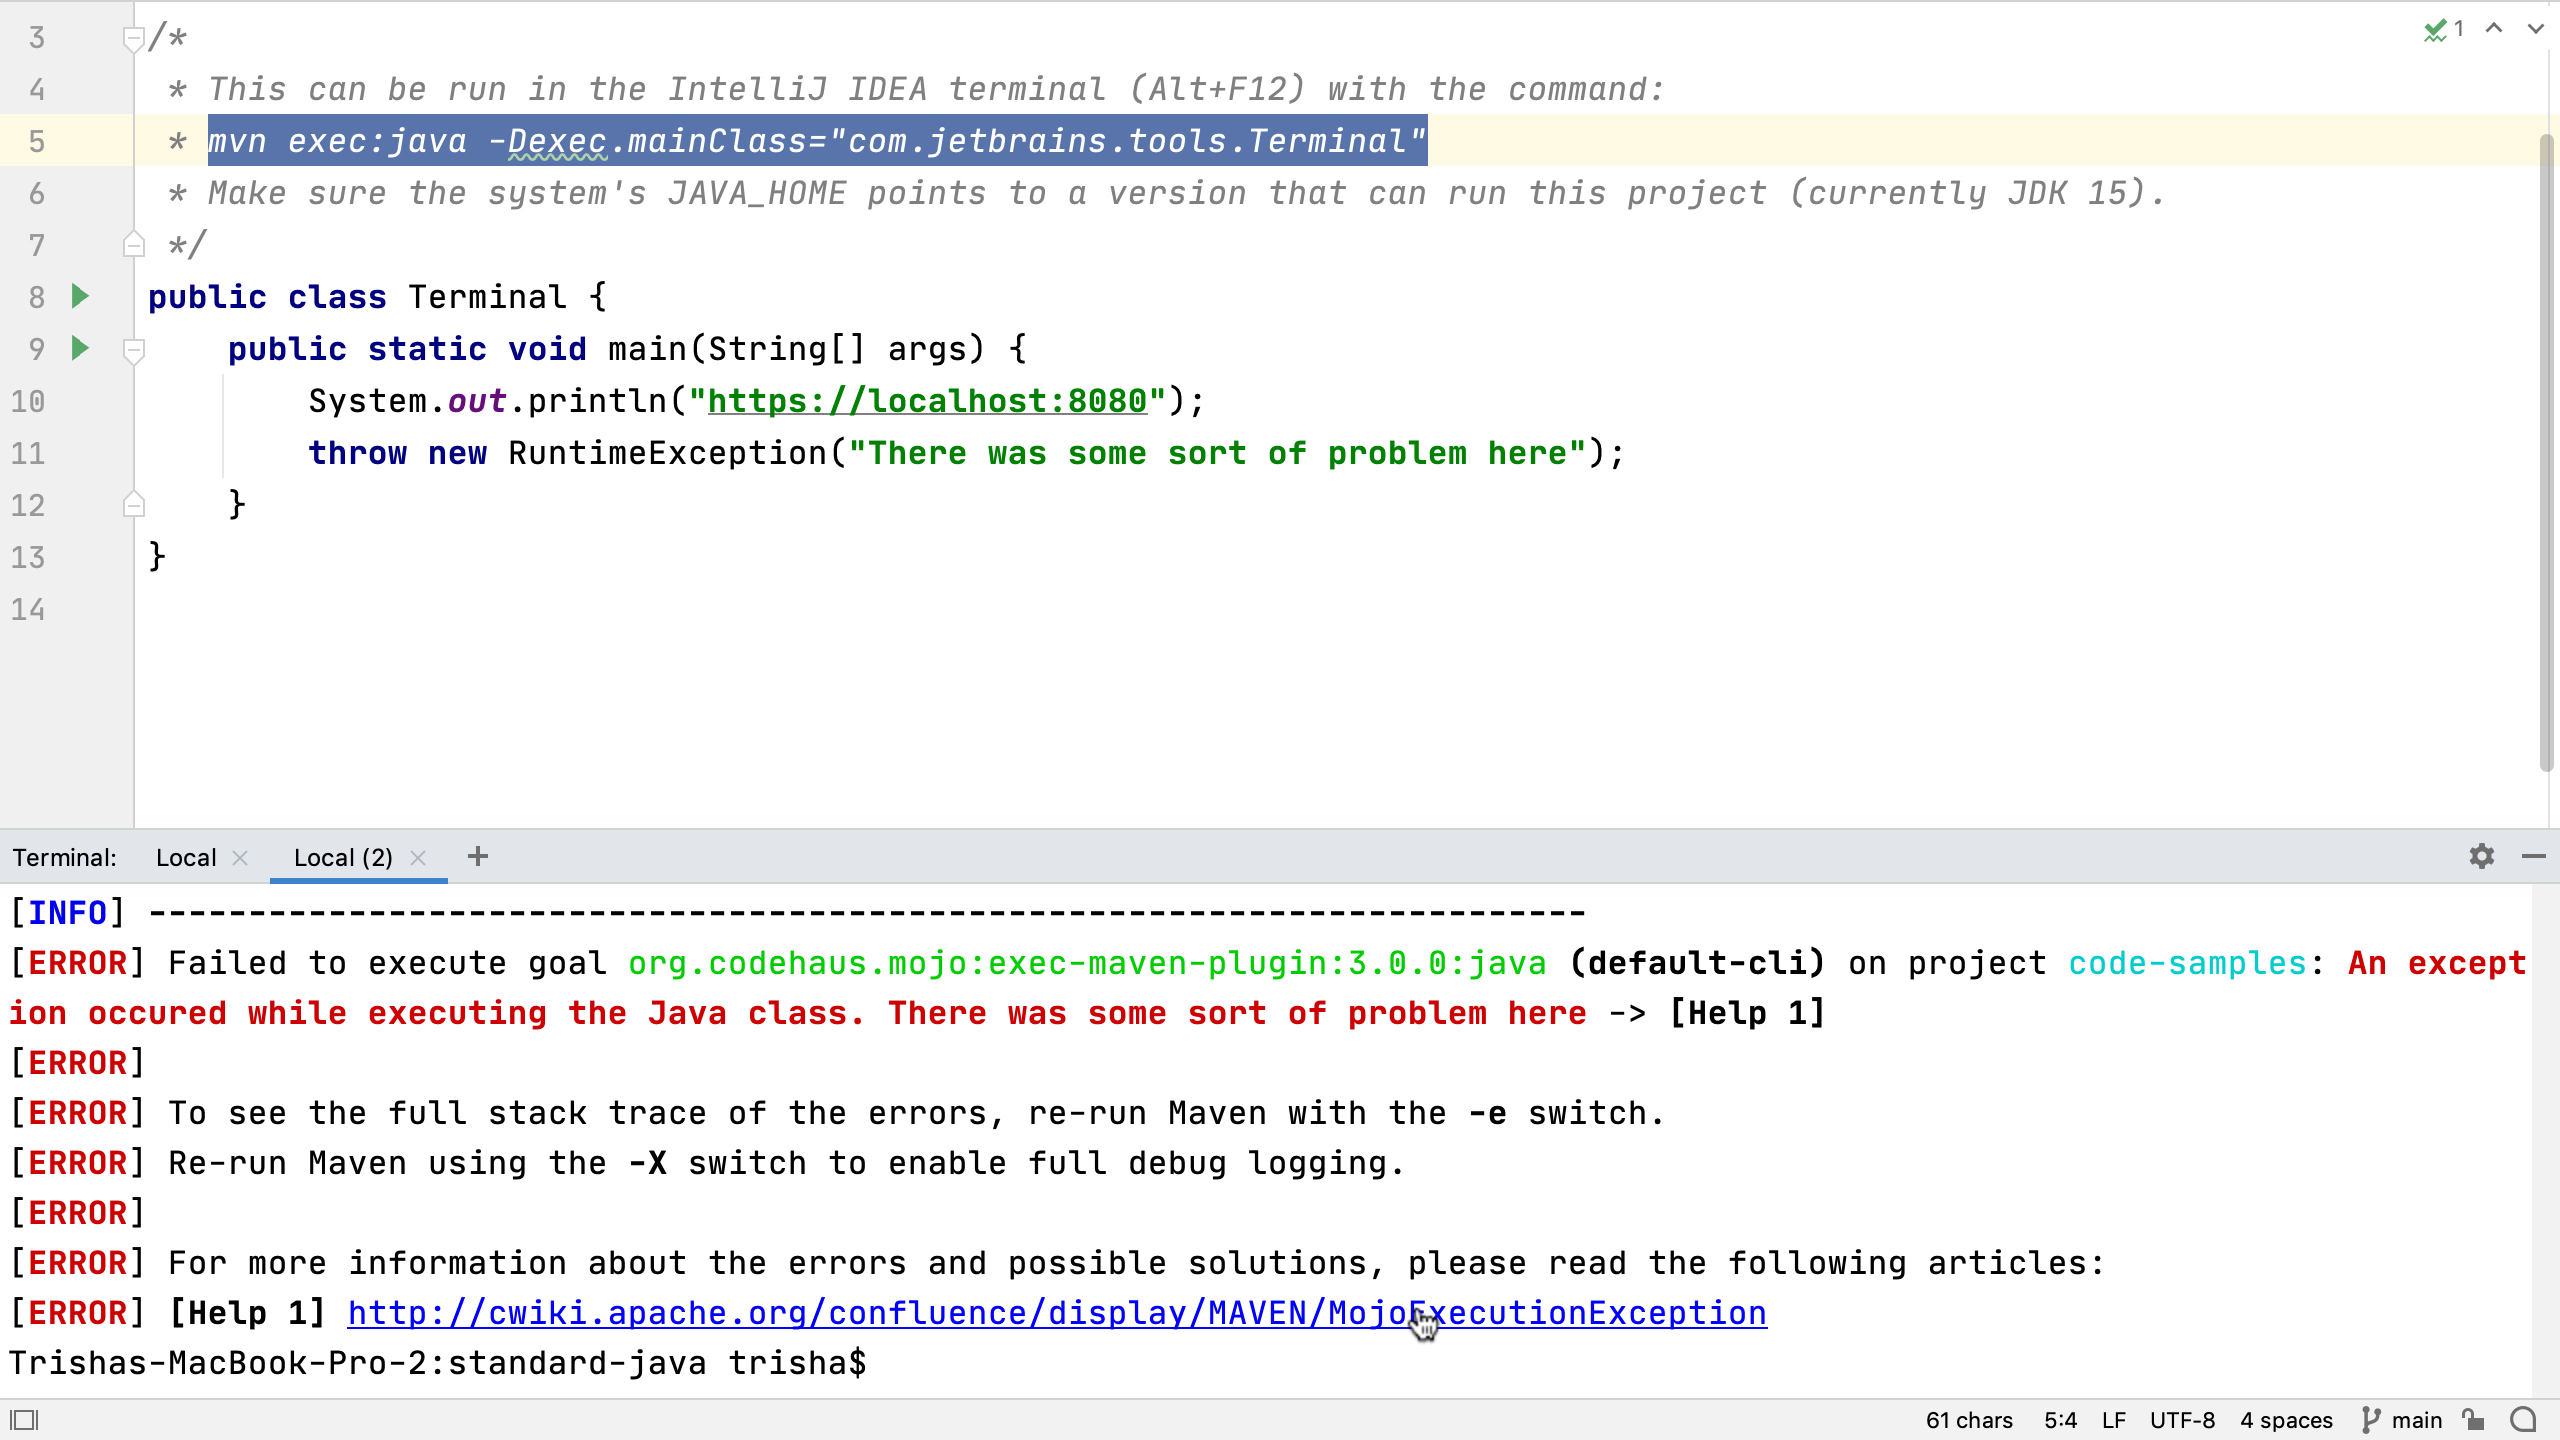 3 /*
4 * This can be run in the IntelliJ IDEA terminal (Alt+F12) with the command:
5 * mvn exec:java -Dexec.mainClass="com.jetbrains.tools.Terminal"
6 * Make sure the system's JAVA_HOME points to a version that can run this project (currently JDK 15).
7 */
8 public class Terminal {
9 public static void main(String[] args) {
10 System.out.println("https://localhost:8080");
11 throw new RuntimeException("There was some sort of problem here");
12 }
13 }
14
1
Terminal: Local Local (2)
[INFO] ------------------------------------------------------------------------
[ERROR] Failed to execute goal org.codehaus.mojo:exec-maven-plugin:3.0.0:java (default-cli) on project code-samples: An except
ion occured while executing the Java class. There was some sort of problem here -> [Help 1]
[ERROR]
[ERROR] To see the full stack trace of the errors, re-run Maven with the -e switch.
[ERROR] Re-run Maven using the -X switch to enable full debug logging.
[ERROR]
[ERROR] For more information about the errors and possible solutions, please read the following articles:
[ERROR] [Help 1] http://cwiki.apache.org/confluence/display/MAVEN/MojoExecutionException
Trishas-MacBook-Pro-2:standard-java trisha$
61 chars 5:4 LF UTF-8 4 spaces main